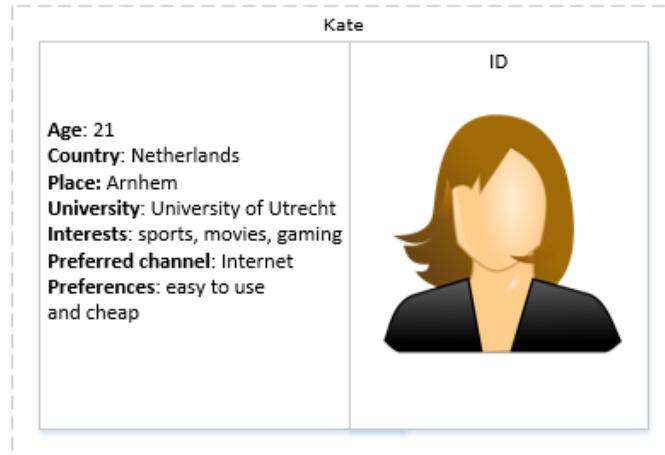 Kate
ID
Age: 21
Country: Netherlands
Place: Arnhem
University: University of Utrecht
Interests: sports, movies, gaming
Preferred channel: Internet
Preferences: easy to use
and cheap